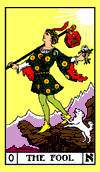 0 THE FOOL א